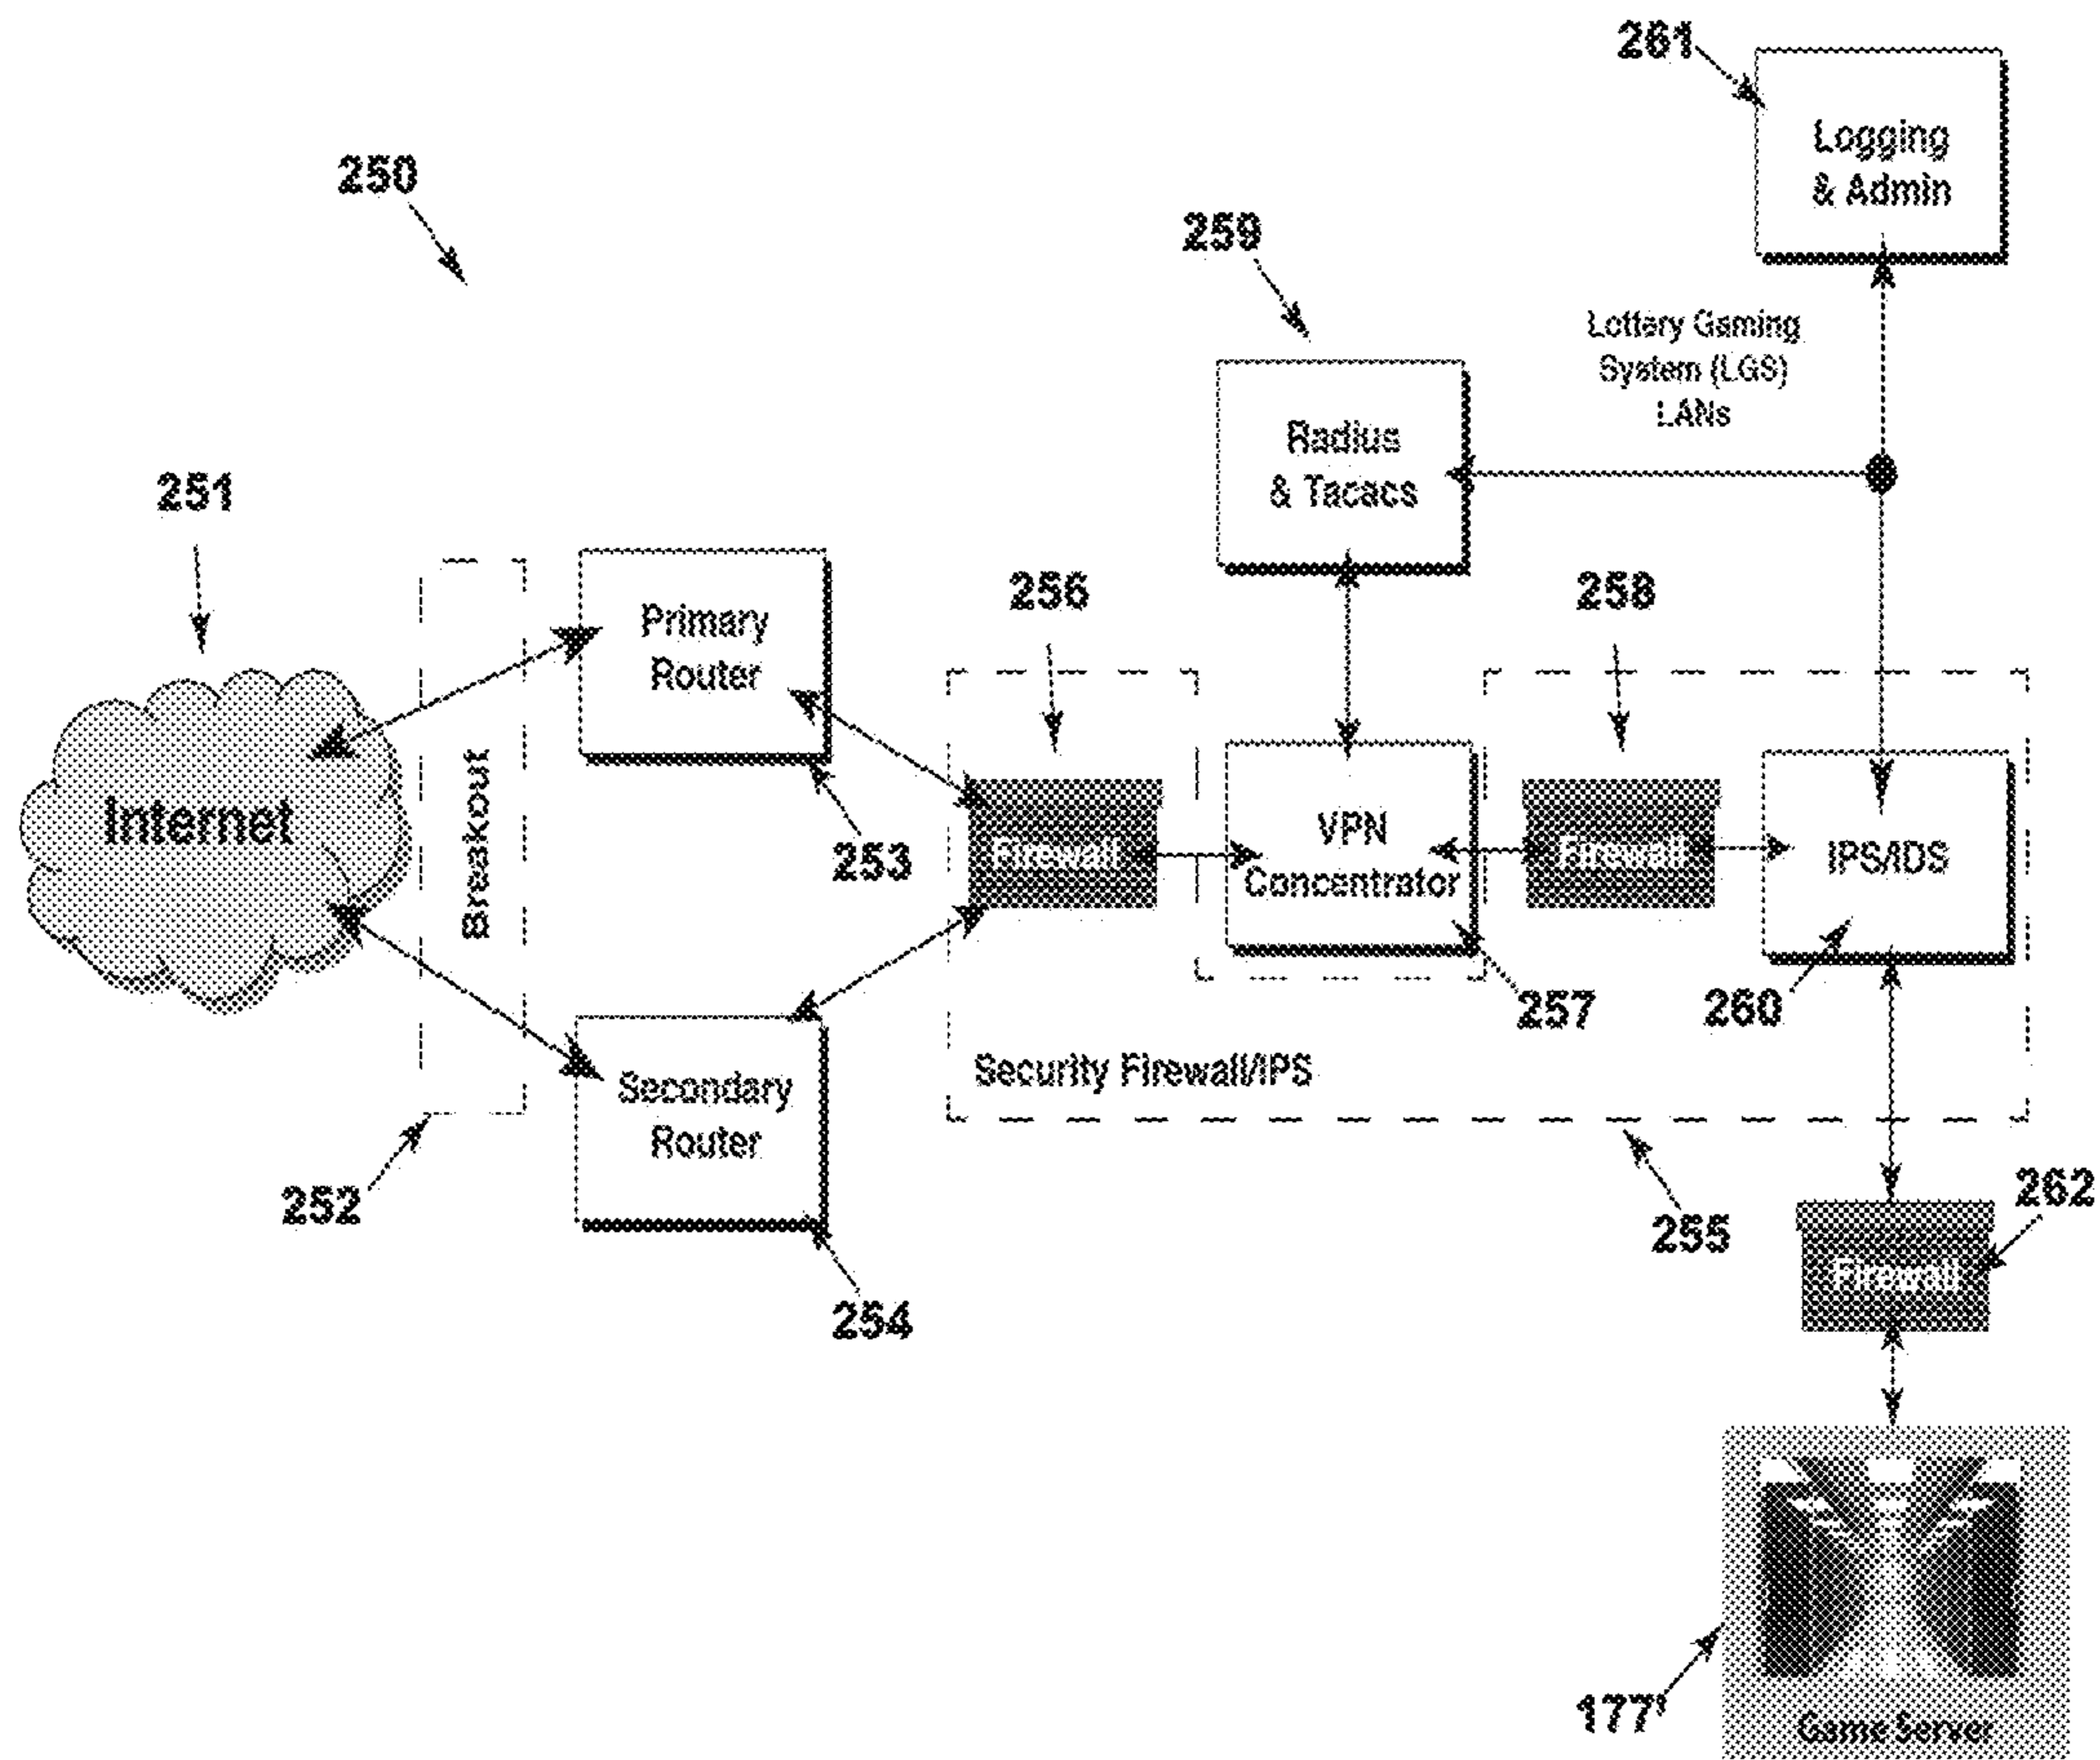 261
Logging
& Admin
250
259
Lottery Gaming
System (LGS)
LANs
Radius
& Tacacs
251
256
258
Primary
Router
Internet
Breakout
253
Firewall
VPN
Concentrator
Firewall
IPS/IDS
257
260
Security Firewall/IPS
Secondary
Router
252
255
262
Firewall
254
177'
Game Server